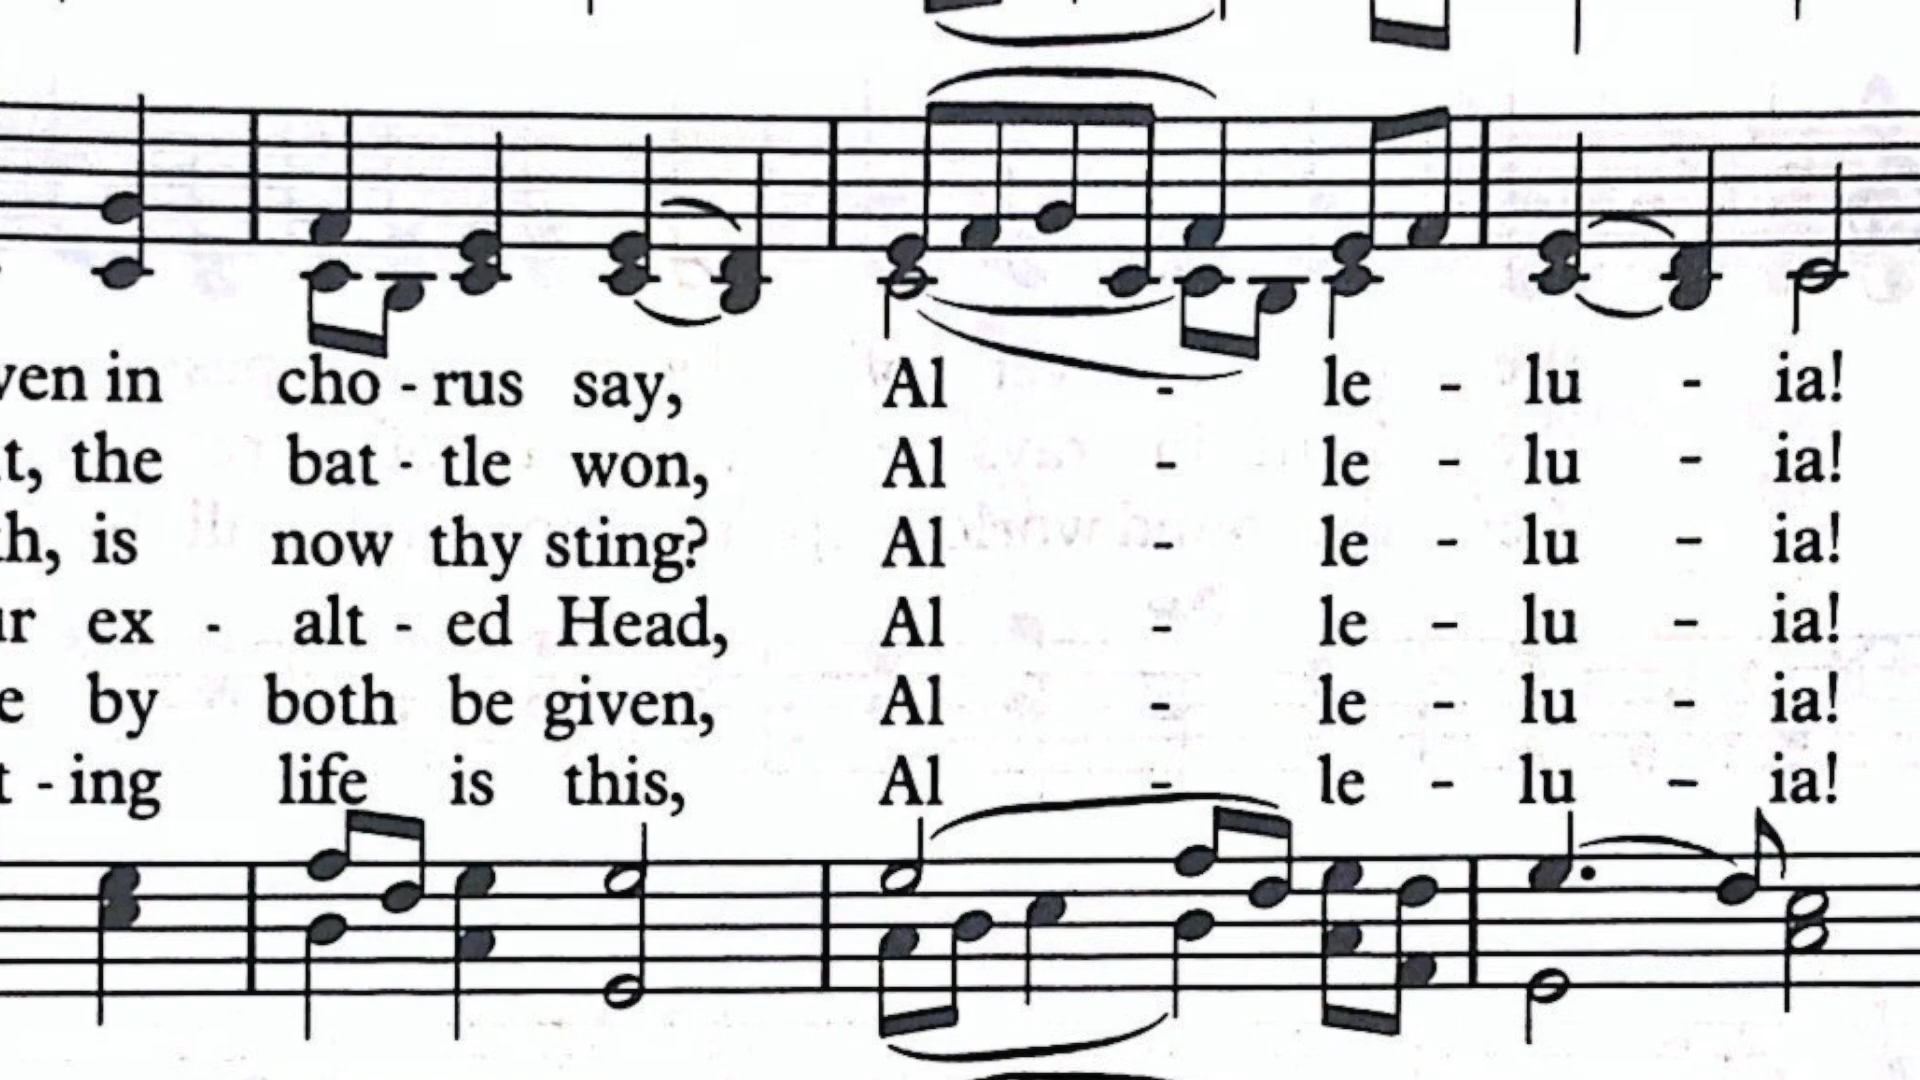 ven in cho - rus say, Al - le - lu - ia!
t, the bat - tle won, Al - le - lu - ia!
h, is now thy sting? Al - le - lu - ia!
ur ex - alt - ed Head, Al - le - lu - ia!
e by both be given, Al - le - lu - ia!
t - ing life is this, Al - le - lu - ia!